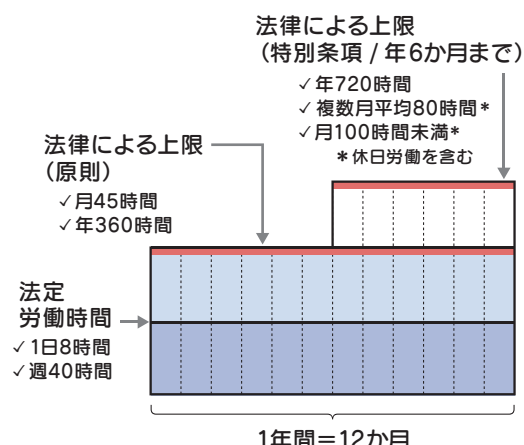 法律による上限
（特別条項 / 年6か月まで）
✓年720時間
✓複数月平均80時間*
✓月100時間未満*
*休日労働を含む
法律による上限
（原則）
✓月45時間
✓年360時間
法定
労働時間
✓1日8時間
✓週40時間
1年間＝12か月